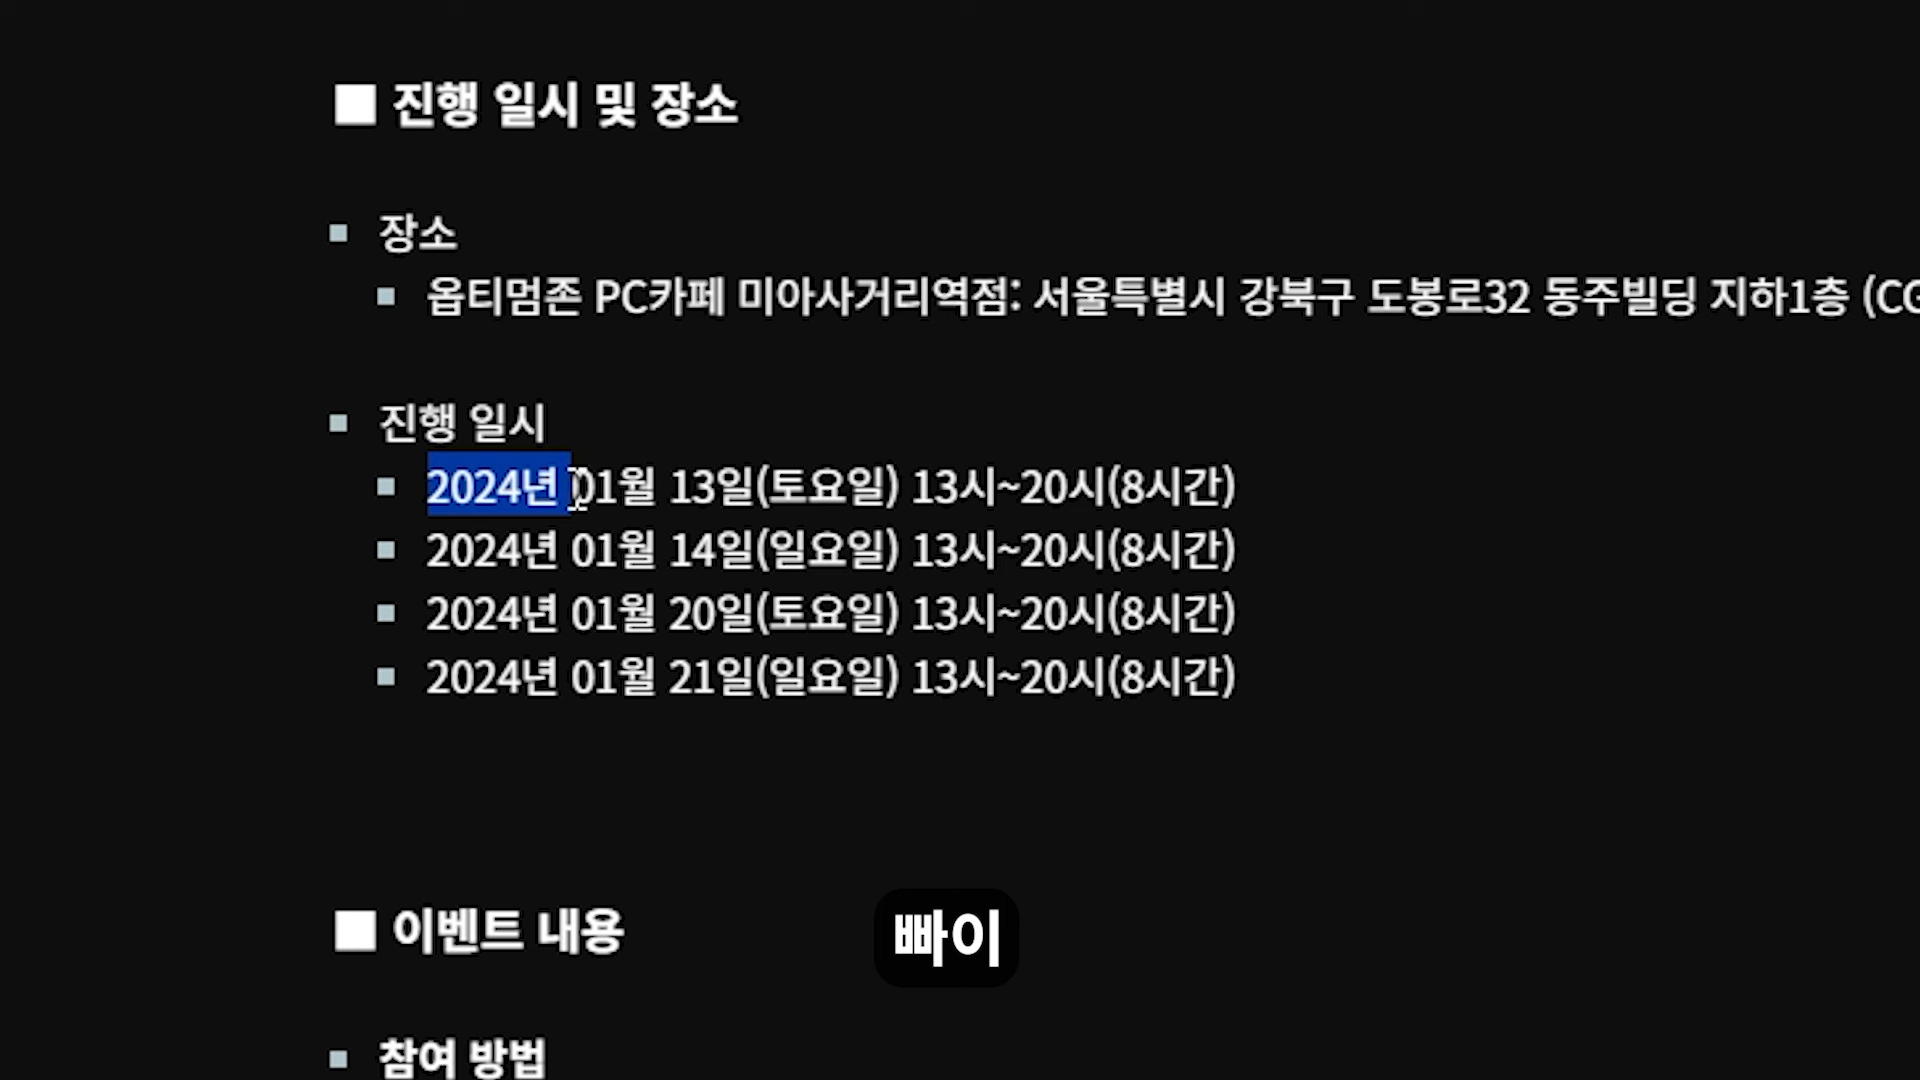 ■ 진행 일시 및 장소
▪ 장소
▪ 옵티멈존 PC카페 미아사거리역점: 서울특별시 강북구 도봉로32 동주빌딩 지하1층 (CG
▪ 진행 일시
▪ 2024년 01월 13일(토요일) 13시~20시(8시간)
▪ 2024년 01월 14일(일요일) 13시~20시(8시간)
▪ 2024년 01월 20일(토요일) 13시~20시(8시간)
▪ 2024년 01월 21일(일요일) 13시~20시(8시간)
■ 이벤트 내용
빠이
▪ 참여 방법